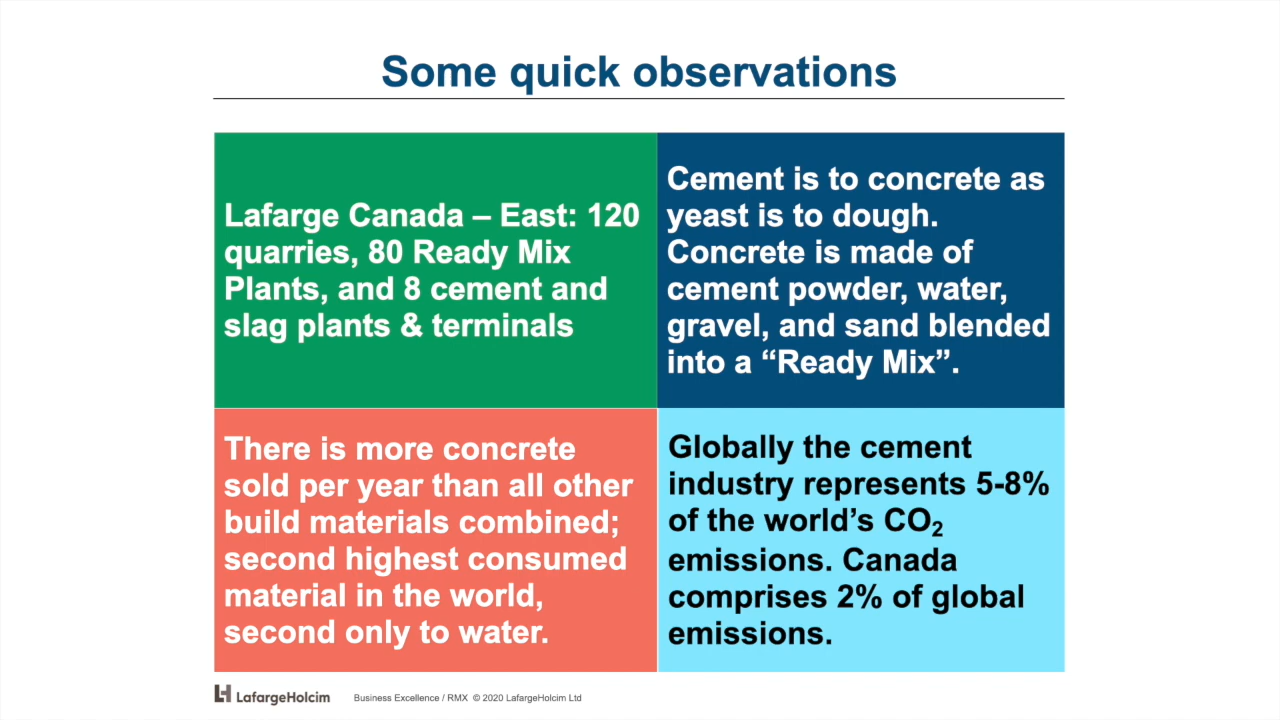 Some quick observations
Lafarge Canada – East: 120
quarries, 80 Ready Mix
Plants, and 8 cement and
slag plants & terminals
Cement is to concrete as
yeast is to dough.
Concrete is made of
cement powder, water,
gravel, and sand blended
into a “Ready Mix”.
There is more concrete
sold per year than all other
build materials combined;
second highest consumed
material in the world,
second only to water.
Globally the cement
industry represents 5-8%
of the world’s CO₂
emissions. Canada
comprises 2% of global
emissions.
LafargeHolcim
Business Excellence / RMX © 2020 LafargeHolcim Ltd